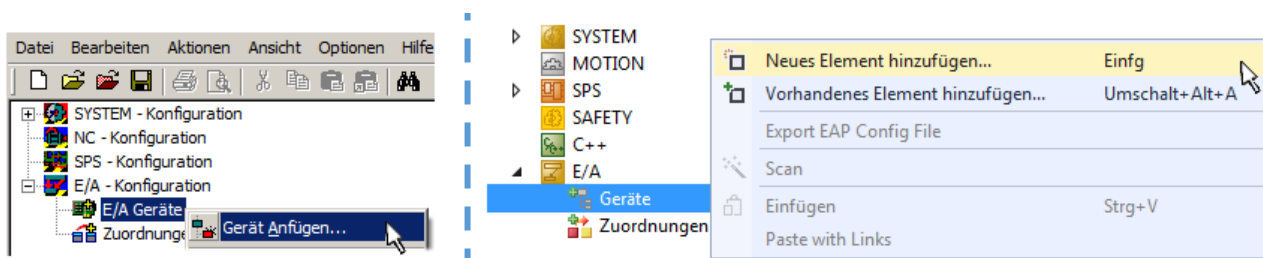 Datei Bearbeiten Aktionen Ansicht Optionen Hilfe
SYSTEM - Konfiguration
NC - Konfiguration
SPS - Konfiguration
E/A - Konfiguration
E/A Geräte
Zuordnunge
Gerät Anfügen...
SYSTEM
MOTION
SPS
SAFETY
C++
E/A
Geräte
Zuordnungen
Neues Element hinzufügen... Einfg
Vorhandenes Element hinzufügen... Umschalt+Alt+A
Export EAP Config File
Scan
Einfügen Strg+V
Paste with Links